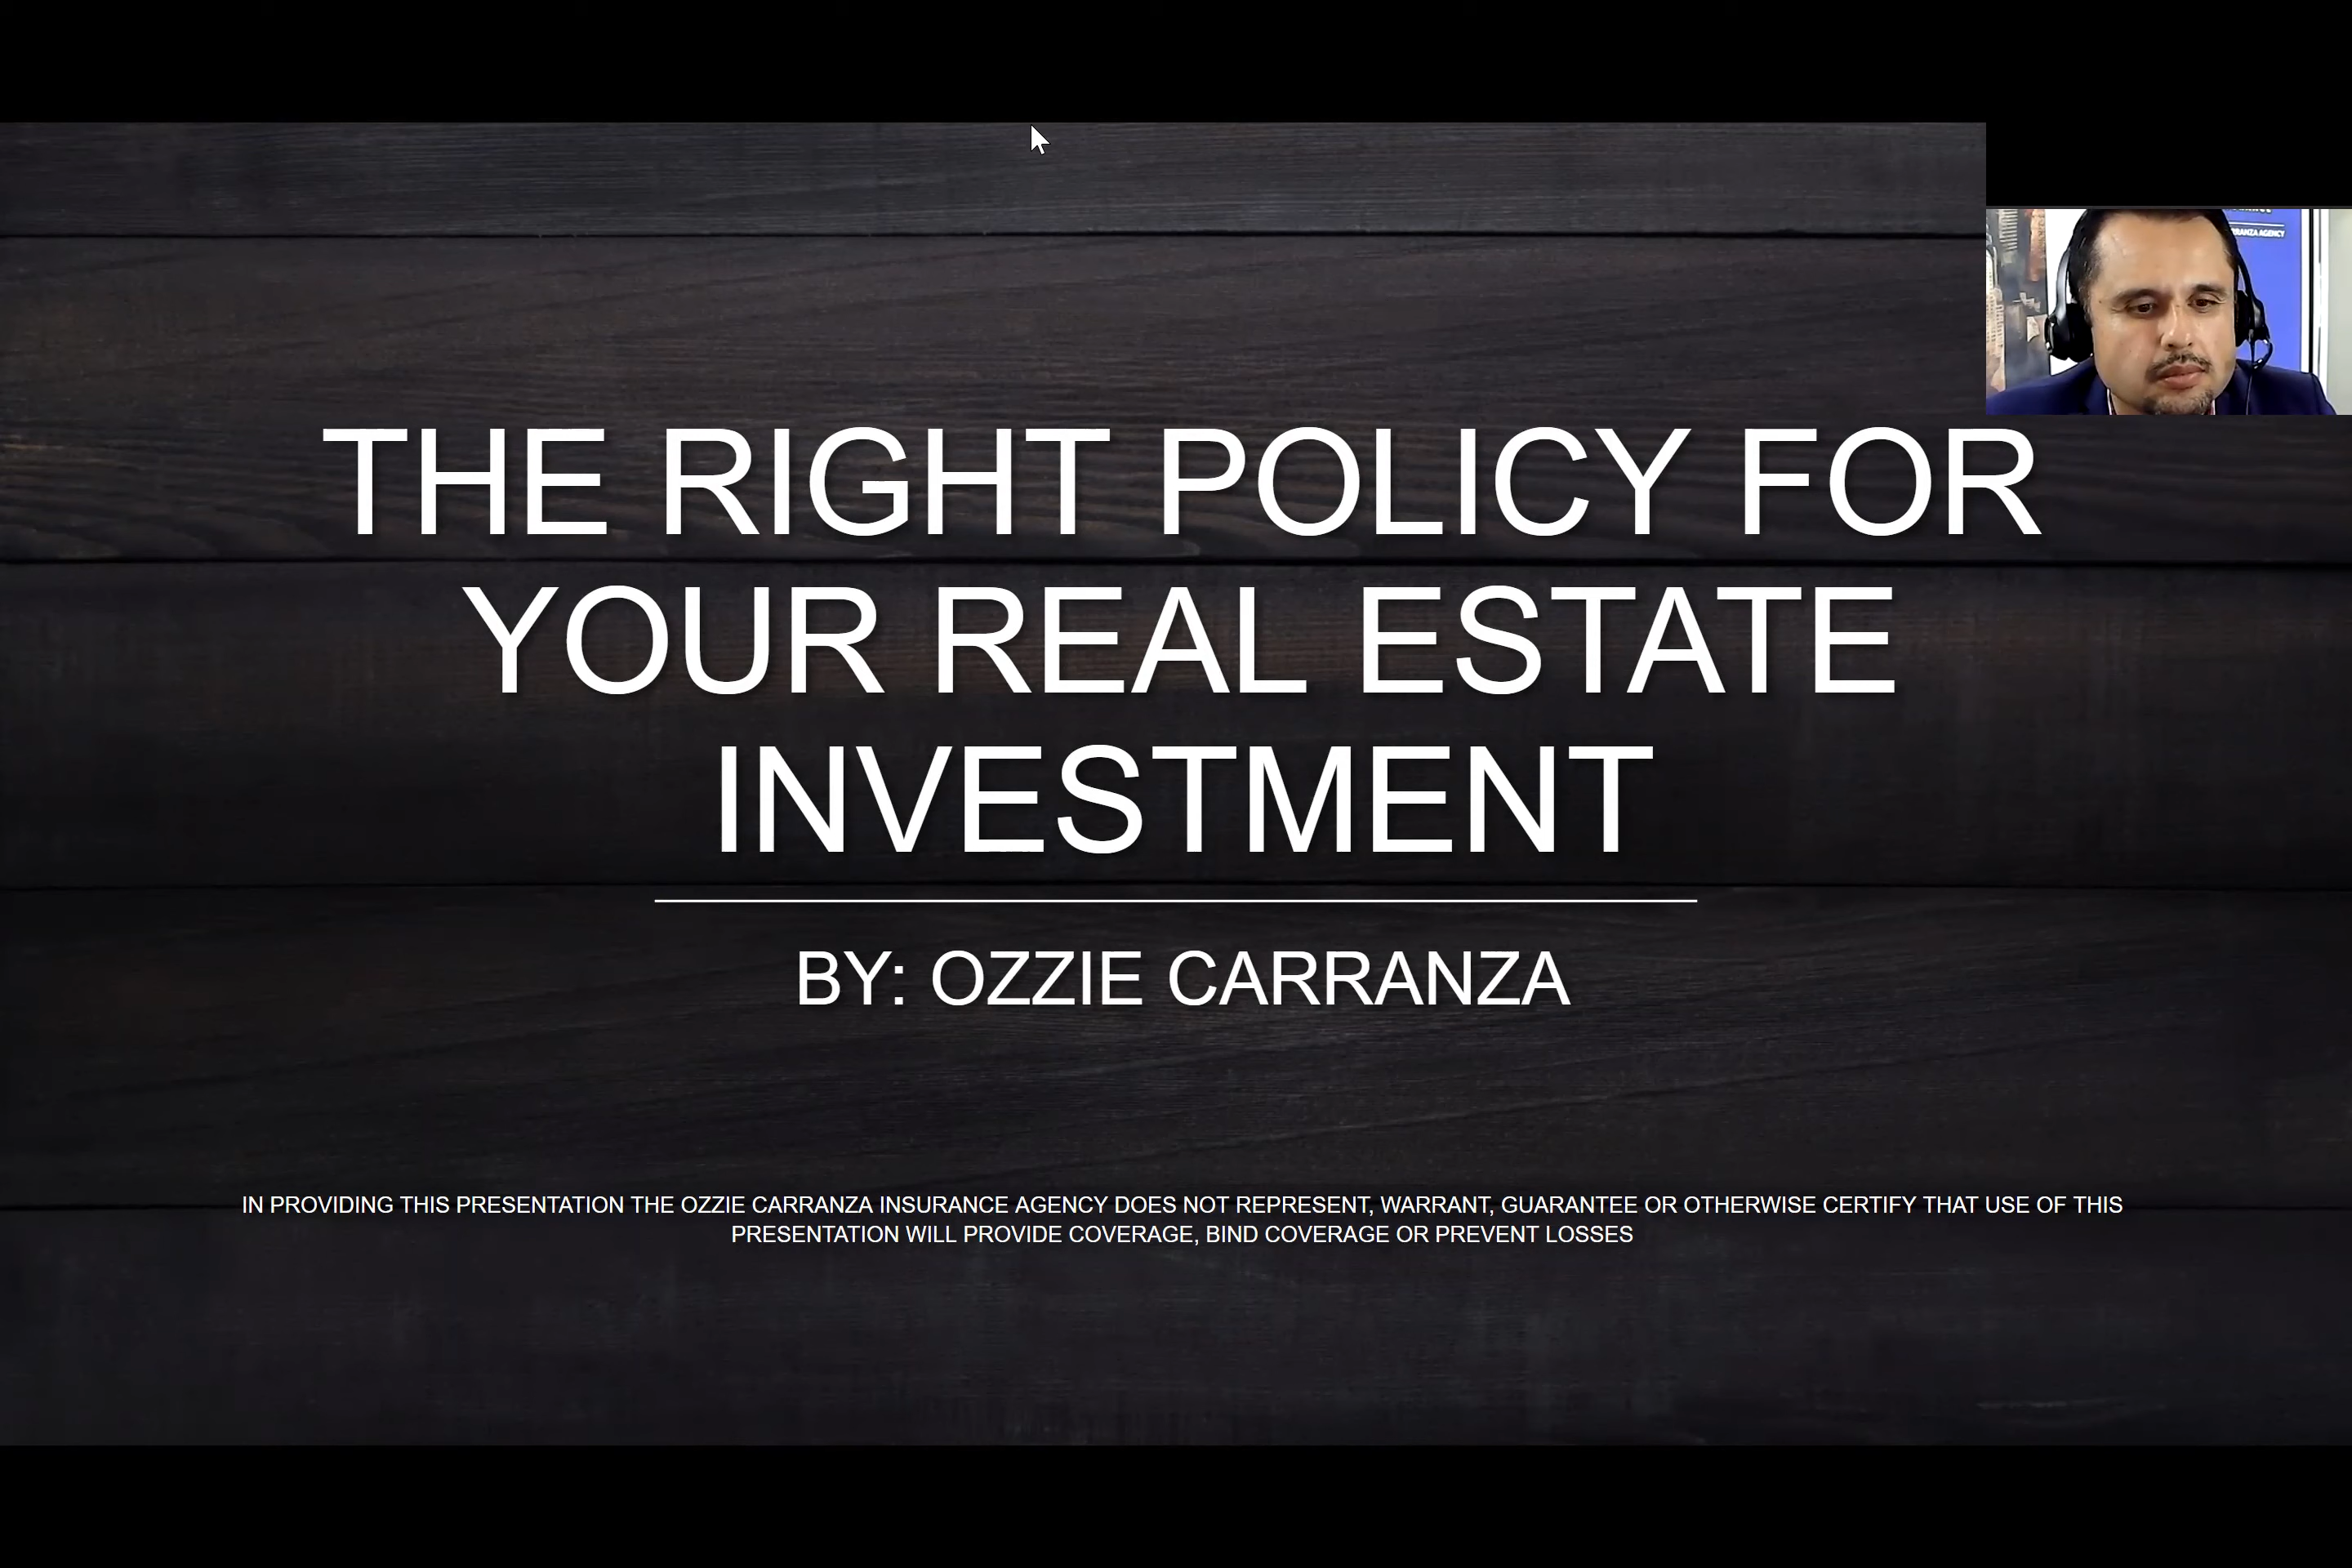 THE RIGHT POLICY FOR
YOUR REAL ESTATE
INVESTMENT
BY: OZZIE CARRANZA
IN PROVIDING THIS PRESENTATION THE OZZIE CARRANZA INSURANCE AGENCY DOES NOT REPRESENT, WARRANT, GUARANTEE OR OTHERWISE CERTIFY THAT USE OF THIS
PRESENTATION WILL PROVIDE COVERAGE, BIND COVERAGE OR PREVENT LOSSES
AGENCY